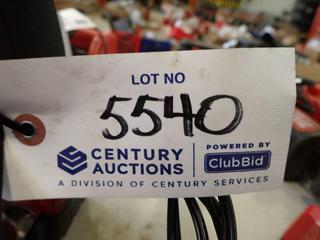 LOT NO
5540
CENTURY AUCTIONS
POWERED BY
ClubBid
A DIVISION OF CENTURY SERVICES